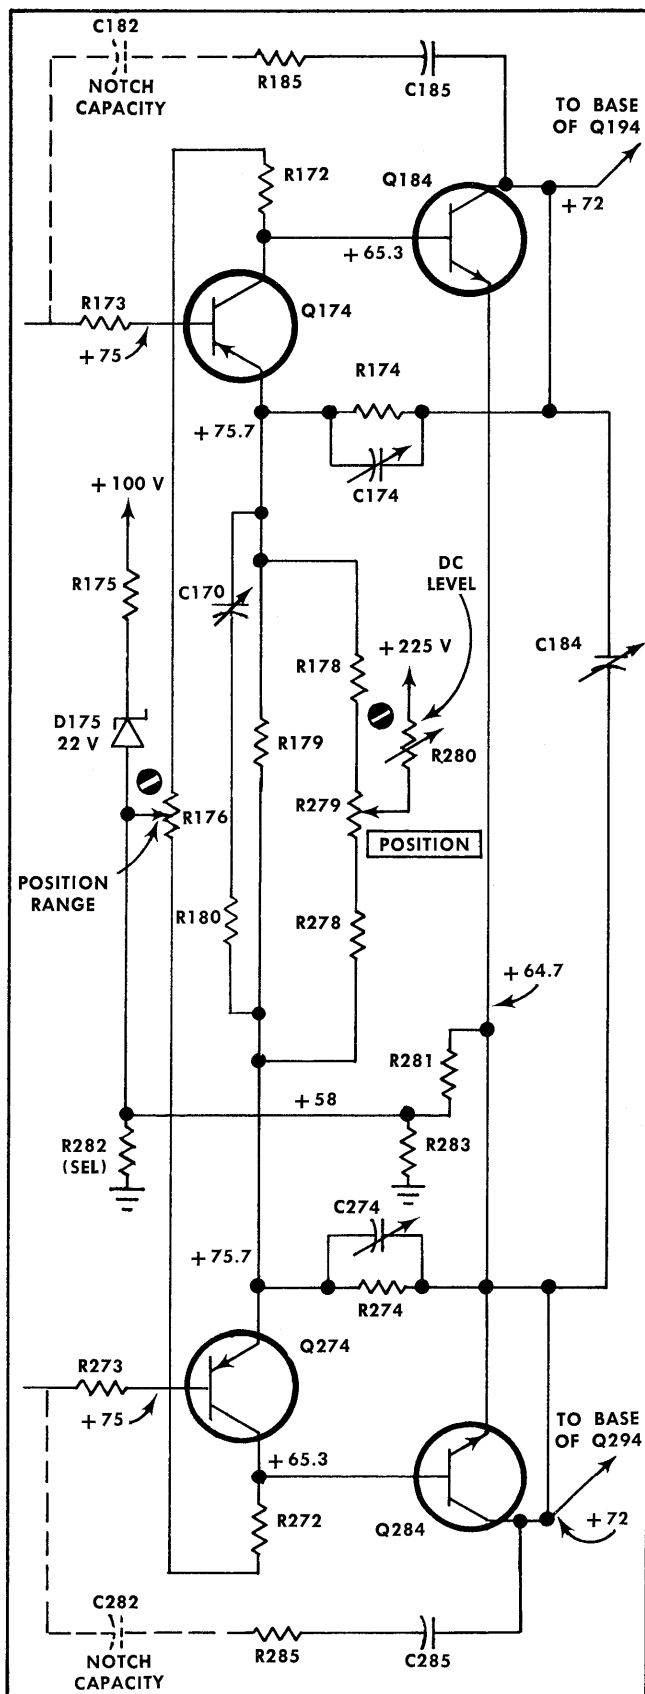 C182
NOTCH
CAPACITY
R185
C185
TO BASE
OF Q194
R172
Q184
+72
+65.3
R173
Q174
+75
R174
+75.7
C174
+100 V
R175
C170
DC
LEVEL
R178
+225 V
C184
D175
22 V
R179
R280
R176
R279
POSITION
POSITION
RANGE
R180
R278
+64.7
R281
+58
R282
(SEL)
R283
C274
+75.7
R274
Q274
R273
+75
TO BASE
OF Q294
+65.3
R272
Q284
+72
C282
NOTCH
CAPACITY
R285
C285